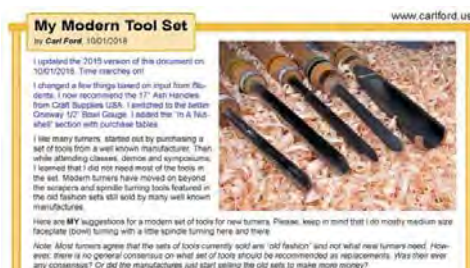 www.carlford.us
My Modern Tool Set
by Carl Ford, 10/01/2018
I updated the 2015 version of this document on
10/01/2018. Time marches on!
I changed a few things based on input from Stu-
dents. I now recommend the 17" Ash Handles
from Craft Supplies USA. I switched to the better
Oneway 1/2" Bowl Gauge. I added the "In A Nut-
shell" section with purchase tables.
I like many turners, started out by purchasing a
set of tools from a well known manufacturer. Then
while attending classes, demos and symposiums,
I learned that I did not need most of the tools in
the set. Modern turners have moved on beyond
the scrapers and spindle turning tools featured in
the old fashion sets still sold by many well known
manufactures.
Here are MY suggestions for a modern set of tools for new turners. Please, keep in mind that I do mostly medium size
faceplate (bowl) turning with a little spindle turning here and there.
Note: Most turners agree that the sets of tools currently sold are "old fashion" and not what new turners need. How-
ever, there is no general consensus on what set of tools should be recommended as replacements. Was their ever
any consensus? Or did the manufactures just start selling the old sets to make more money?